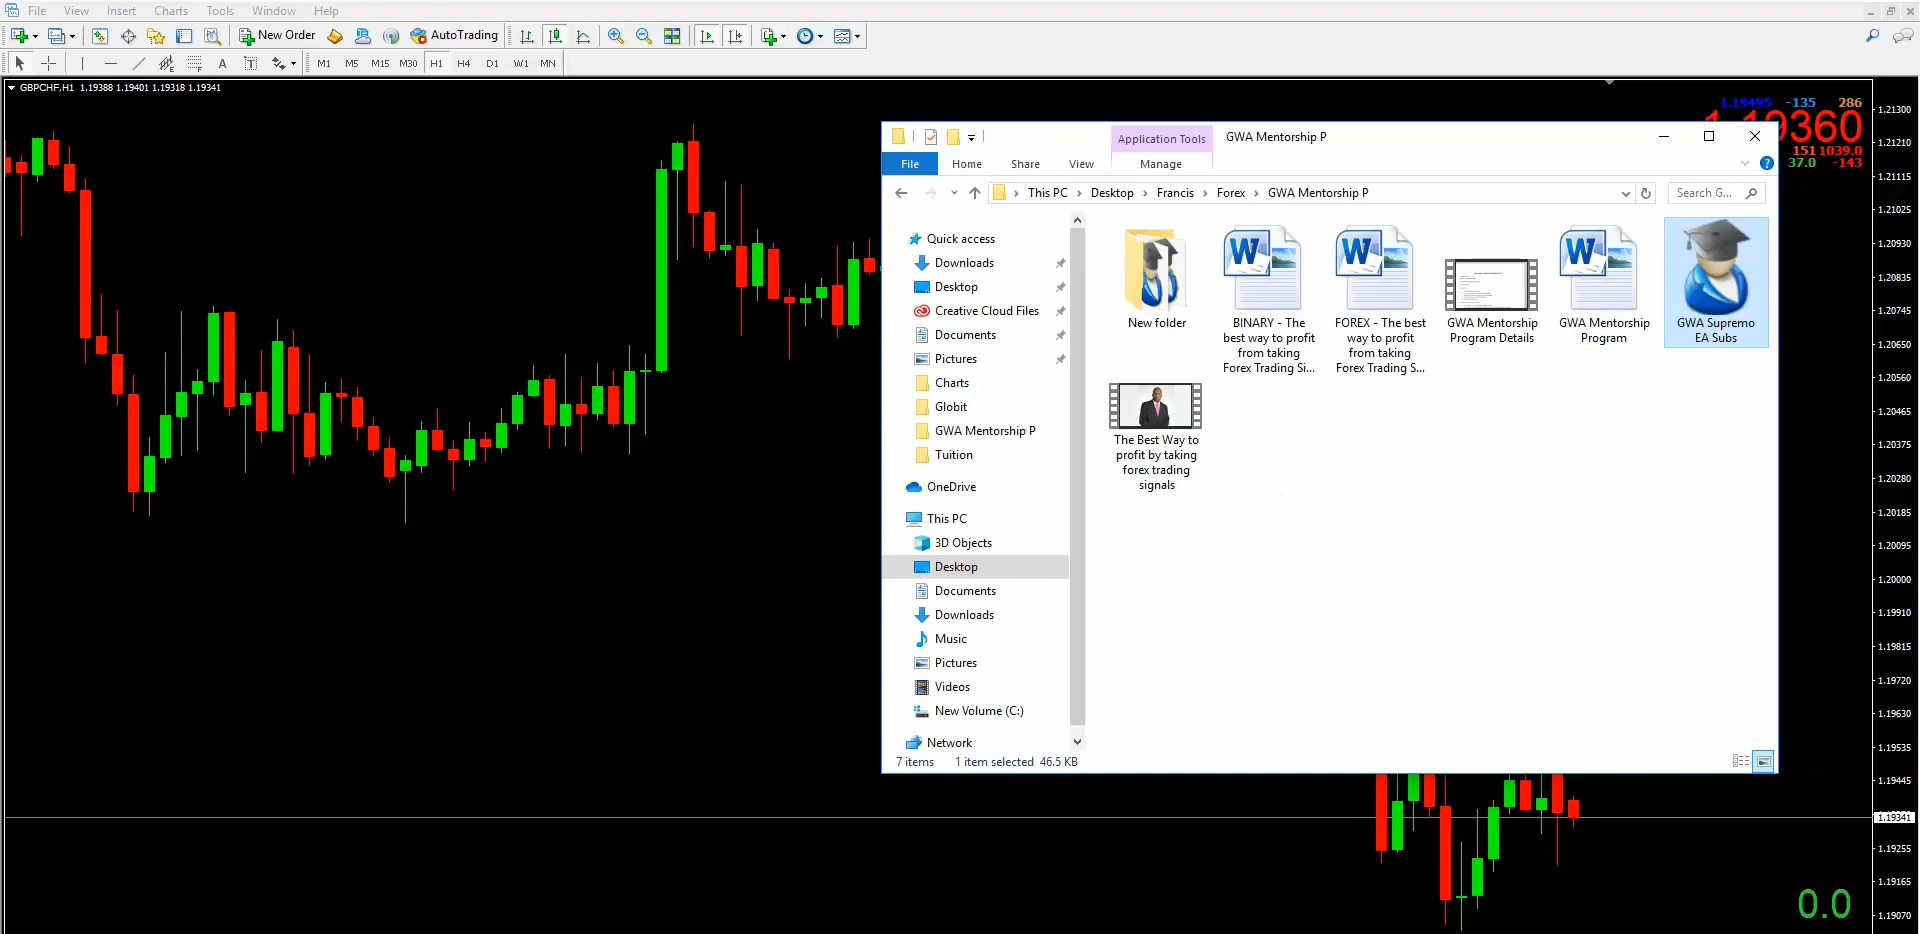 File View Insert Charts Tools Window Help
New Order AutoTrading
A T M1 M5 M15 M30 H1 H4 D1 W1 MN
GBPCHF,H1 1.19388 1.19401 1.19318 1.19341
1.19495 -135 286
1.19360
151 1039.0
37.0 -143
Application Tools GWA Mentorship P
File Home Share View Manage
This PC Desktop Francis Forex GWA Mentorship P Search G...
Quick access
Downloads
Desktop
Creative Cloud Files
Documents
Pictures
Charts
Globit
GWA Mentorship P
Tuition
OneDrive
This PC
3D Objects
Desktop
Documents
Downloads
Music
Pictures
Videos
New Volume (C:)
Network
New folder
BINARY - The
best way to profit
from taking
Forex Trading Si...
FOREX - The best
way to profit
from taking
Forex Trading S...
GWA Mentorship
Program Details
GWA Mentorship
Program
GWA Supremo
EA Subs
The Best Way to
profit by taking
forex trading
signals
7 items 1 item selected 46.5 KB
1.21300
1.21210
1.21115
1.21025
1.20930
1.20835
1.20745
1.20650
1.20560
1.20465
1.20375
1.20280
1.20185
1.20095
1.20000
1.19910
1.19815
1.19720
1.19630
1.19535
1.19445
1.19341
1.19255
1.19165
1.19070
0.0